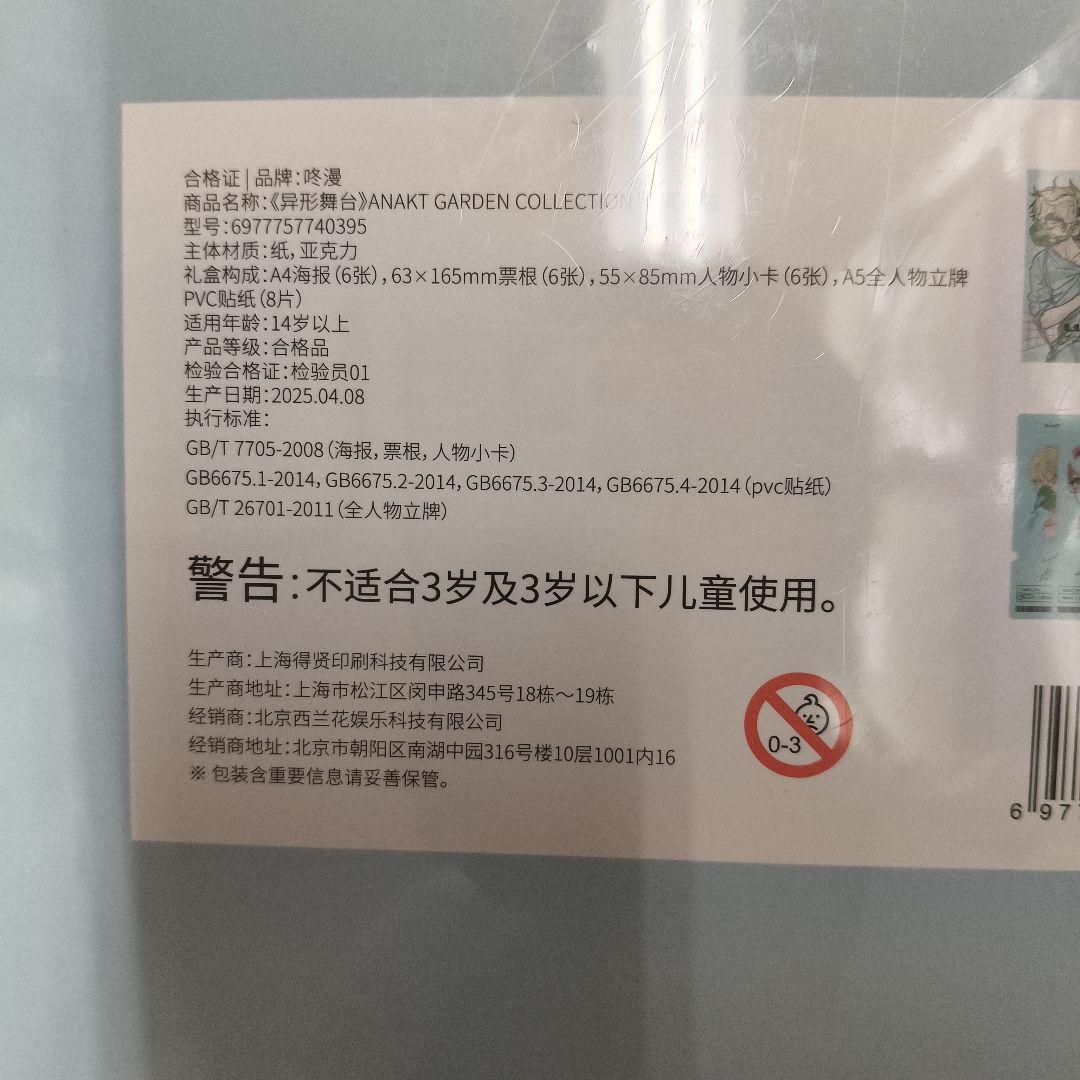 合格证 | 品牌：咚漫
商品名称：《异形舞台》ANAKT GARDEN COLLECTION
型号：6977757740395
主体材质：纸，亚克力
礼盒构成：A4海报（6张），63×165mm票根（6张），55×85mm人物小卡（6张），A5全人物立牌
PVC贴纸（8片）
适用年龄：14岁以上
产品等级：合格品
检验合格证：检验员01
生产日期：2025.04.08
执行标准：
GB/T 7705-2008（海报，票根，人物小卡）
GB6675.1-2014，GB6675.2-2014，GB6675.3-2014，GB6675.4-2014（pvc贴纸）
GB/T 26701-2011（全人物立牌）
警告：不适合3岁及3岁以下儿童使用。
生产商：上海得贤印刷科技有限公司
生产商地址：上海市松江区闵申路345号18栋～19栋
经销商：北京西兰花娱乐科技有限公司
经销商地址：北京市朝阳区南湖中园316号楼10层1001内16
※ 包装含重要信息请妥善保管。
0-3
6 97